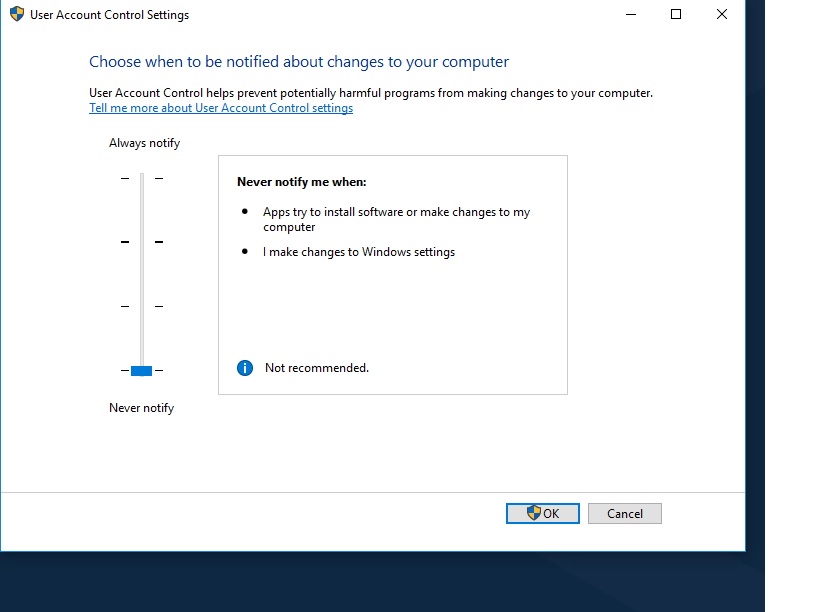 User Account Control Settings
Choose when to be notified about changes to your computer
User Account Control helps prevent potentially harmful programs from making changes to your computer.
Tell me more about User Account Control settings
Always notify
Never notify me when:
Apps try to install software or make changes to my
computer
I make changes to Windows settings
Not recommended.
Never notify
OK
Cancel